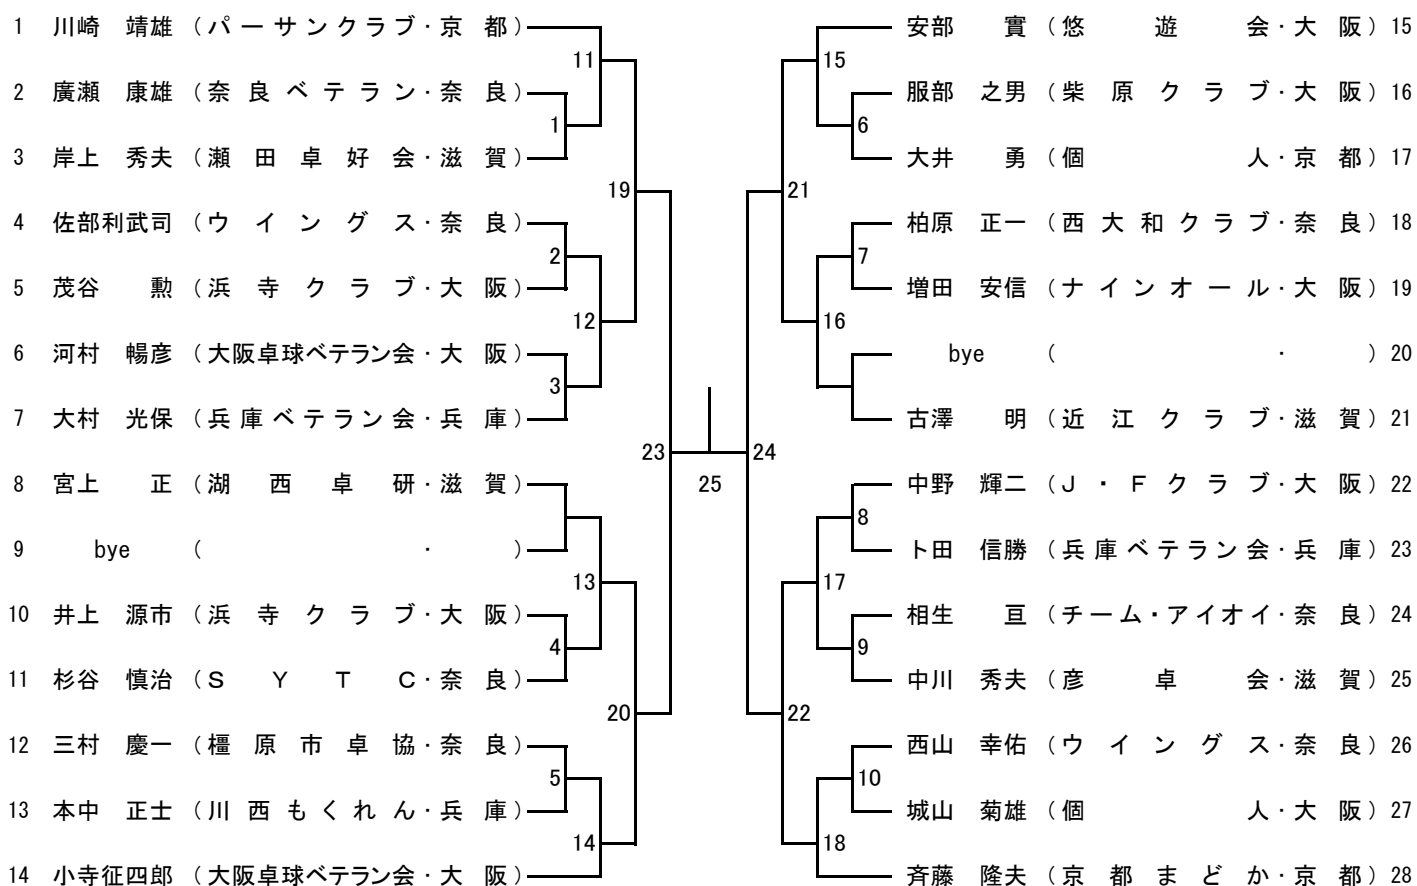 1 川崎 靖雄 (パーサンクラブ・京 都)
2 廣瀬 康雄 (奈良ベテラン・奈 良)
3 岸上 秀夫 (瀬田卓好会・滋 賀)
4 佐部利武司 (ウイングス・奈 良)
5 茂谷 勲 (浜寺クラブ・大 阪)
6 河村 暢彦 (大阪卓球ベテラン会・大 阪)
7 大村 光保 (兵庫ベテラン会・兵 庫)
8 宮上 正 (湖西卓研・滋 賀)
9 bye ( ・ )
10 井上 源市 (浜寺クラブ・大 阪)
11 杉谷 慎治 (SYTC・奈 良)
12 三村 慶一 (橿原市卓協・奈 良)
13 本中 正士 (川西もくれん・兵 庫)
14 小寺征四郎 (大阪卓球ベテラン会・大 阪)
1
2
3
4
5
11
12
13
14
19
20
23
25
24
21
22
15
16
17
18
6
7
8
9
10
安部 實 (悠遊会・大 阪) 15
服部 之男 (柴原クラブ・大 阪) 16
大井 勇 (個人・京 都) 17
柏原 正一 (西大和クラブ・奈 良) 18
増田 安信 (ナインオール・大 阪) 19
bye ( ・ ) 20
古澤 明 (近江クラブ・滋 賀) 21
中野 輝二 (J・Fクラブ・大 阪) 22
卜田 信勝 (兵庫ベテラン会・兵 庫) 23
相生 亘 (チーム・アイオイ・奈 良) 24
中川 秀夫 (彦卓会・滋 賀) 25
西山 幸佑 (ウイングス・奈 良) 26
城山 菊雄 (個人・大 阪) 27
斉藤 隆夫 (京都まどか・京 都) 28